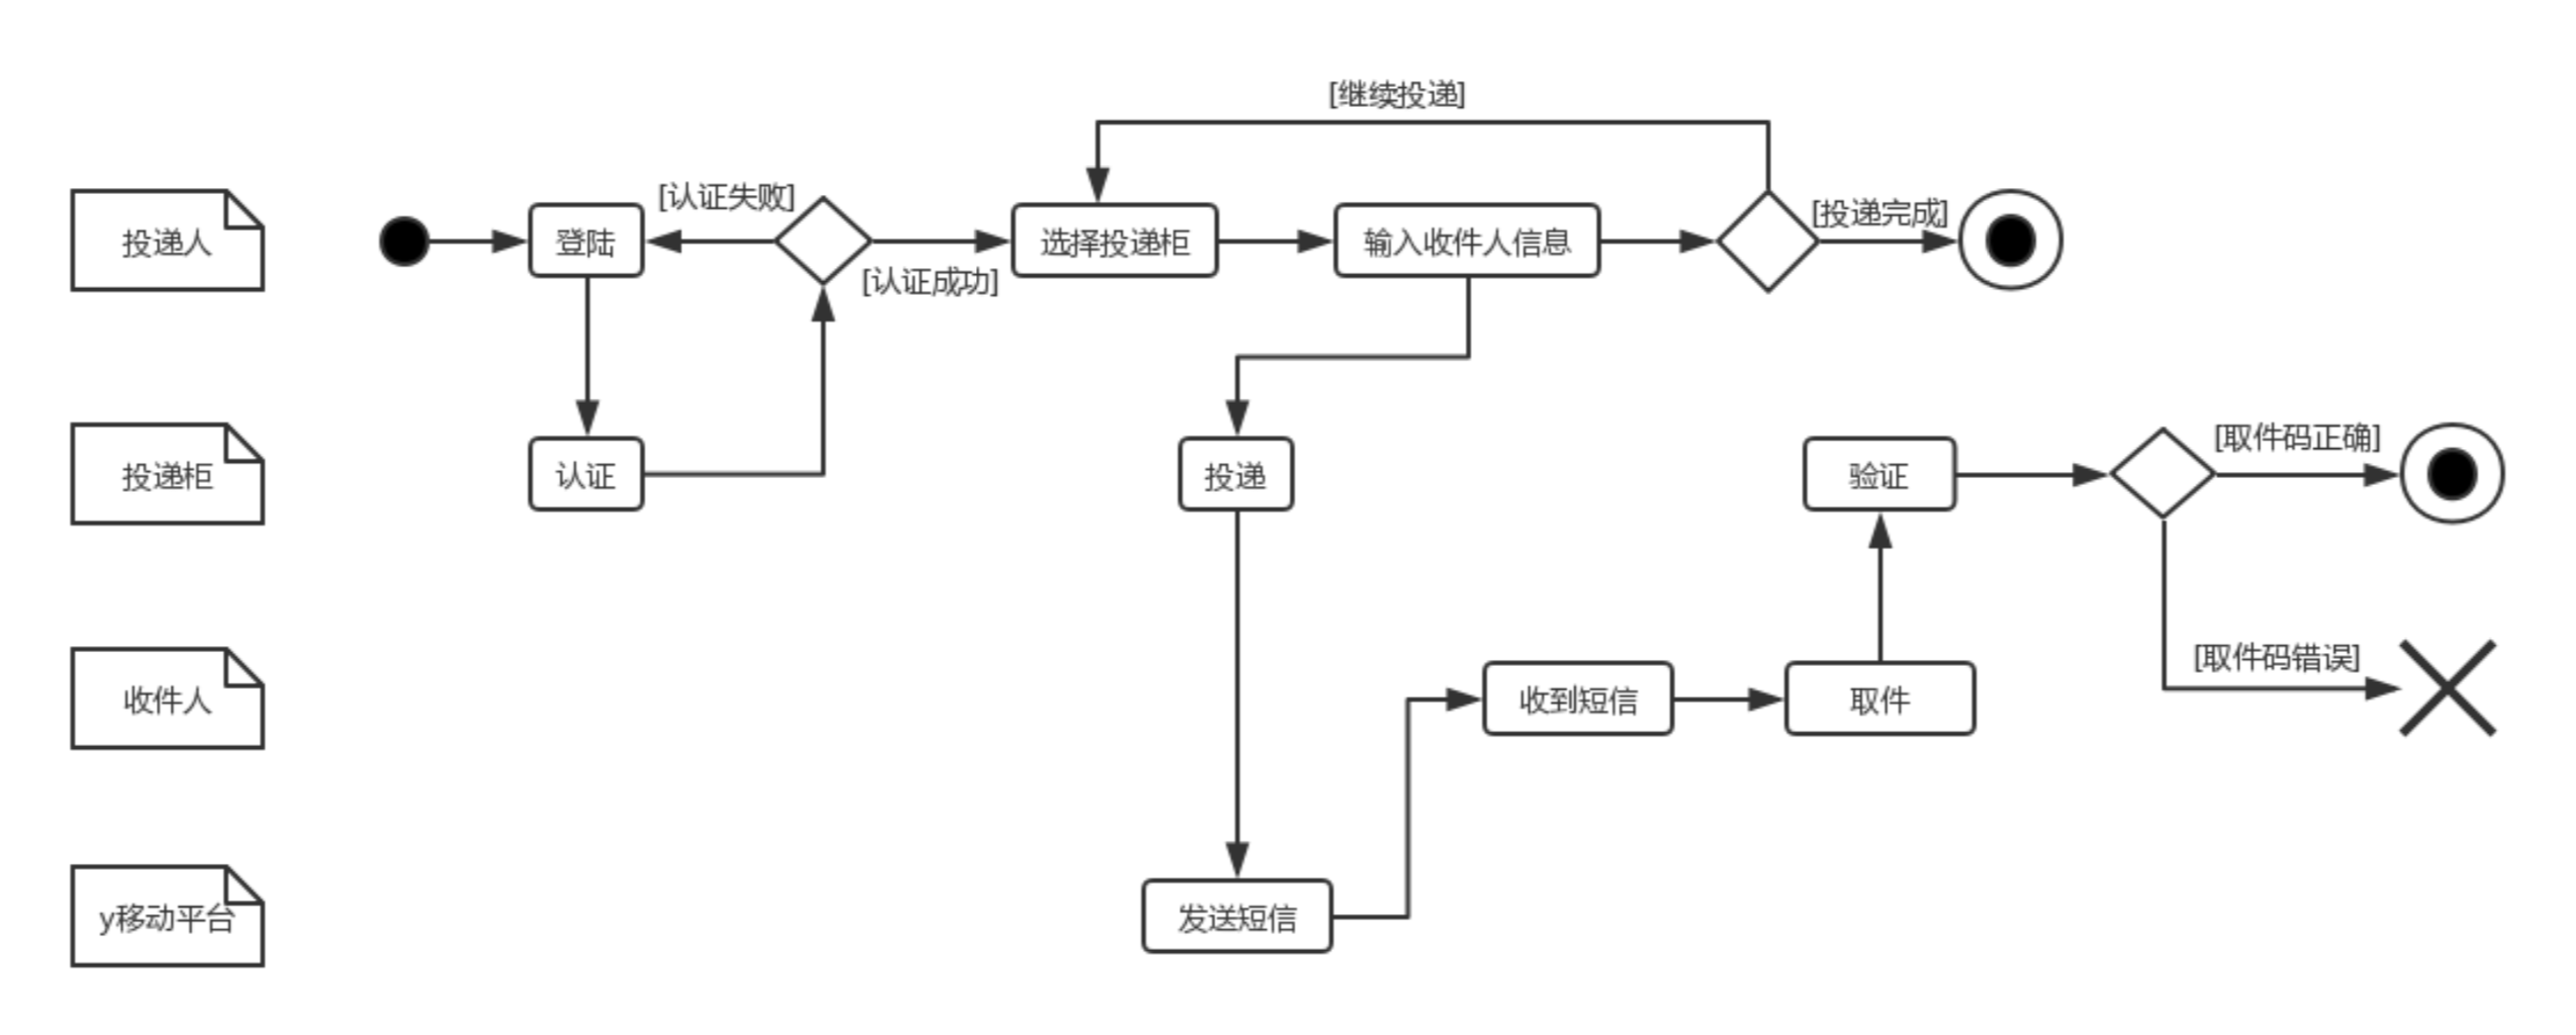 [继续投递]
投递人
登陆
[认证失败]
[认证成功]
选择投递柜
输入收件人信息
[投递完成]
投递柜
认证
投递
验证
[取件码正确]
收件人
收到短信
取件
[取件码错误]
y移动平台
发送短信